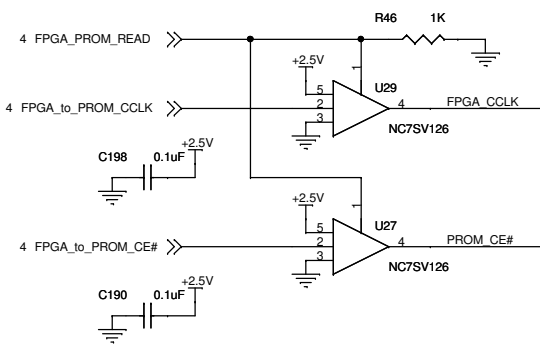 R46 1K
4 FPGA_PROM_READ
+2.5V
1
U29
5
4 FPGA_to_PROM_CCLK 2 4 FPGA_CCLK
3
NC7SV126
+2.5V
C198 0.1uF
+2.5V
1
U27
5
4 FPGA_to_PROM_CE# 2 4 PROM_CE#
3
NC7SV126
+2.5V
C190 0.1uF